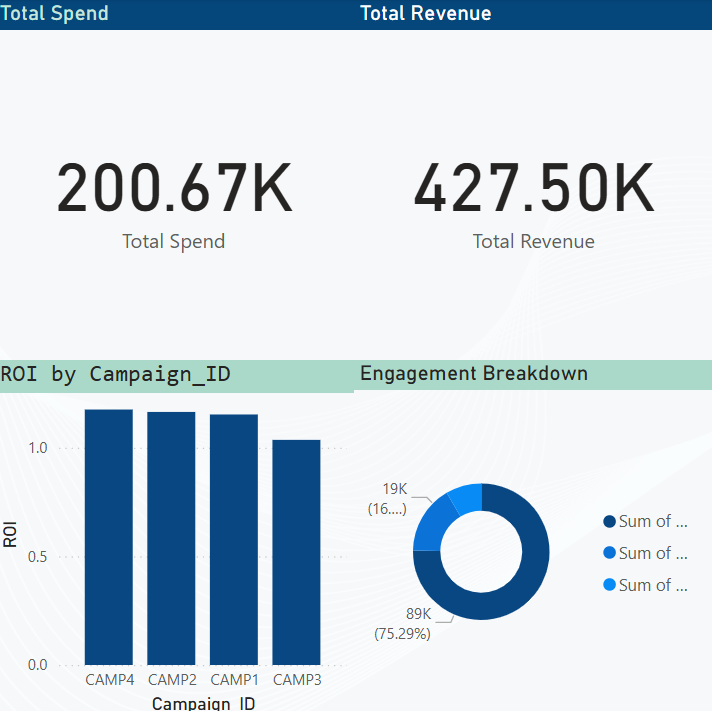 Total Spend
Total Revenue
200.67K
Total Spend
427.50K
Total Revenue
ROI by Campaign_ID
1.0
0.5
0.0
ROI
CAMP4 CAMP2 CAMP1 CAMP3
Campaign_ID
Engagement Breakdown
19K
(16....)
89K
(75.29%)
Sum of ...
Sum of ...
Sum of ...